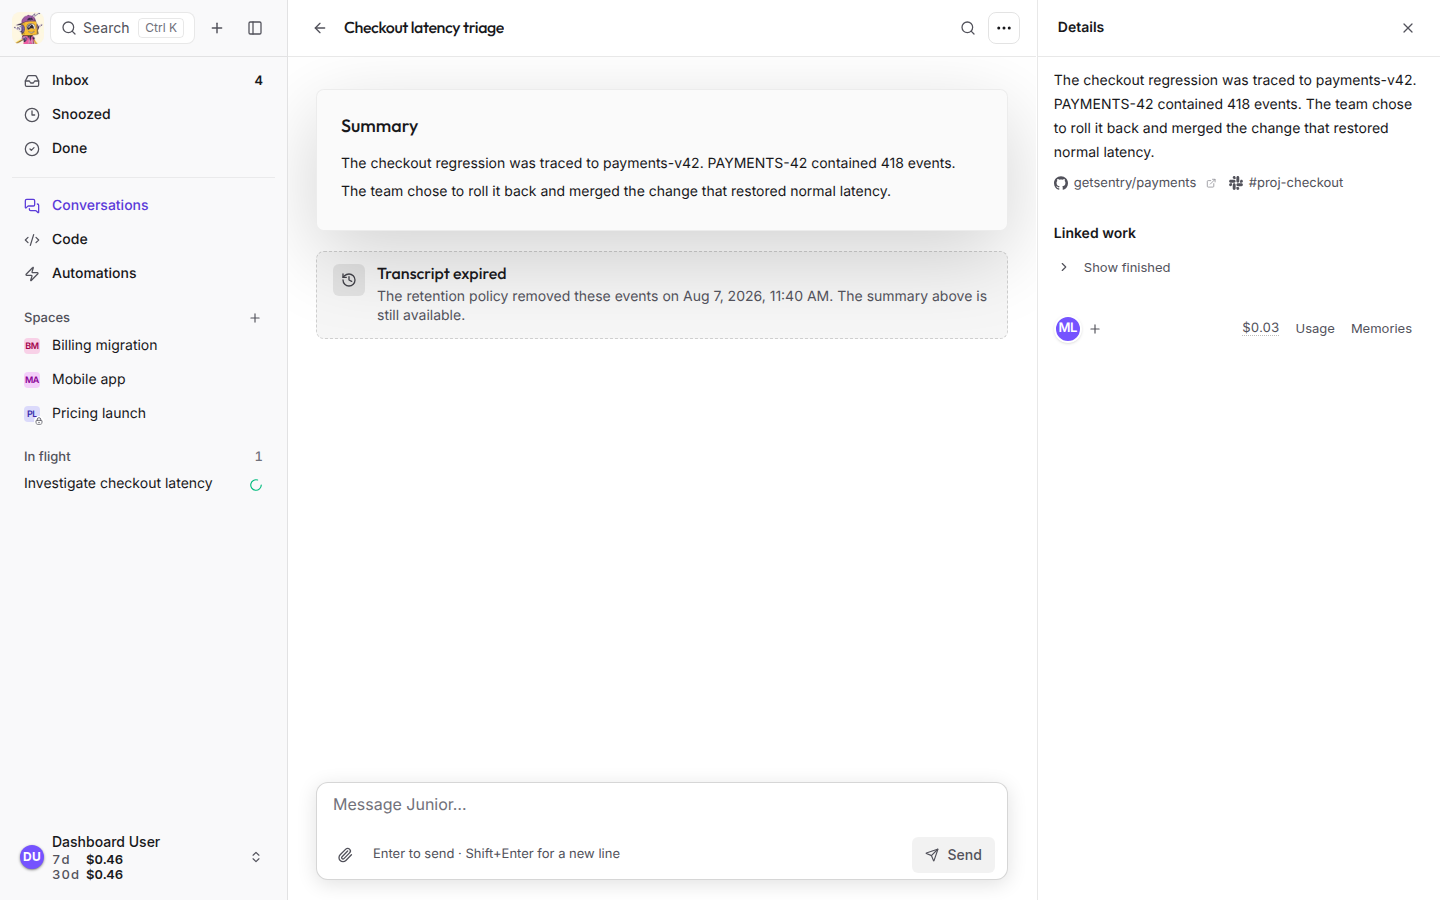 Search
Ctrl K
Inbox
4
Snoozed
Done
Conversations
Code
Automations
Spaces
BM
Billing migration
MA
Mobile app
PL
Pricing launch
In flight
1
Investigate checkout latency
DU
Dashboard User
7d $0.46
30d $0.46
Checkout latency triage
Summary
The checkout regression was traced to payments-v42. PAYMENTS-42 contained 418 events.
The team chose to roll it back and merged the change that restored normal latency.
Transcript expired
The retention policy removed these events on Aug 7, 2026, 11:40 AM. The summary above is
still available.
Message Junior...
Enter to send · Shift+Enter for a new line
Send
Details
The checkout regression was traced to payments-v42.
PAYMENTS-42 contained 418 events. The team chose
to roll it back and merged the change that restored
normal latency.
getsentry/payments
#proj-checkout
Linked work
Show finished
ML
$0.03
Usage
Memories